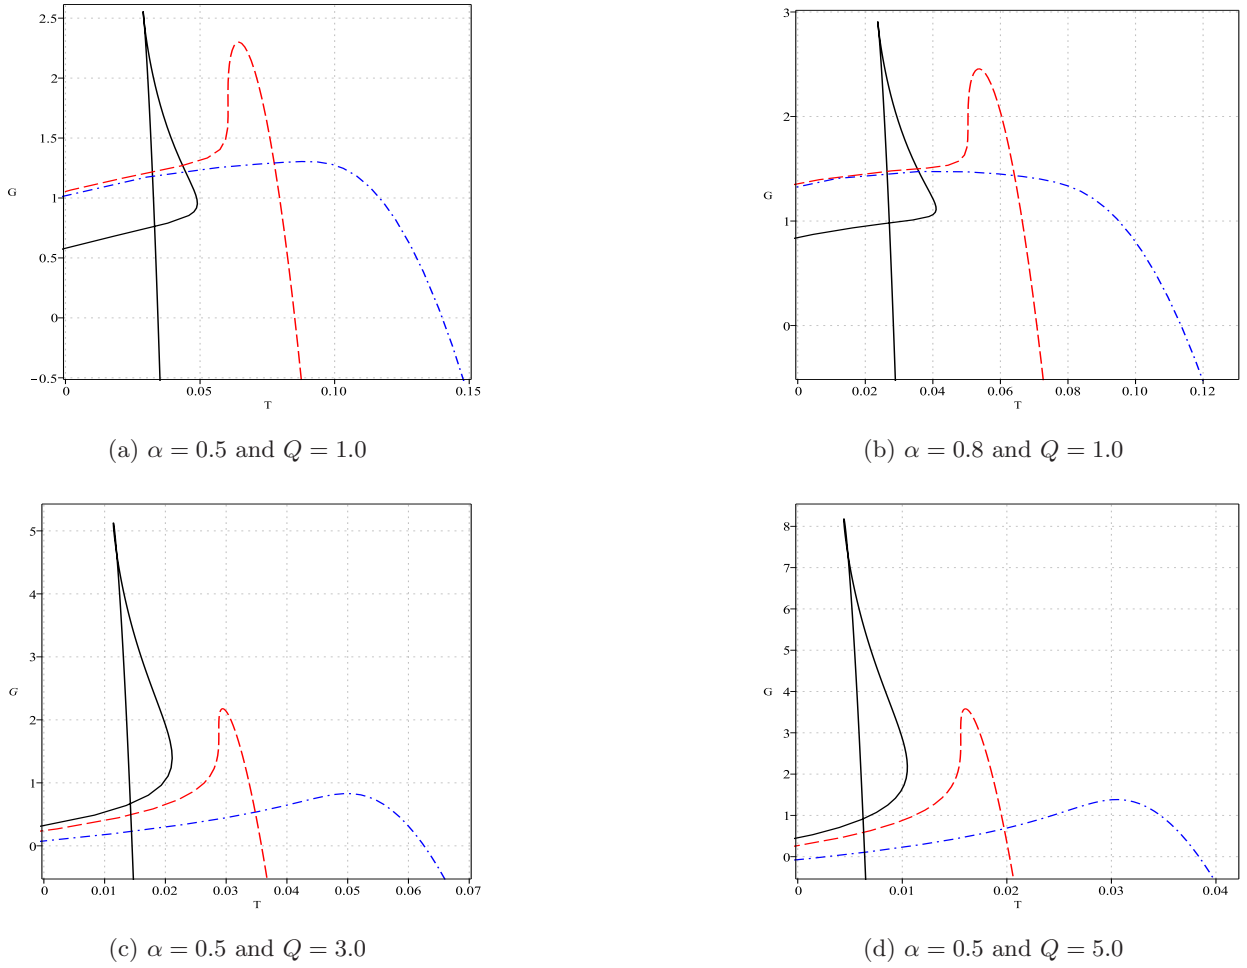 2.5
2
1.5
G
1
0.5
0
−0.5
0 0.05 0.10 0.15
T
(a) α = 0.5 and Q = 1.0
3
2
G
1
0
0 0.02 0.04 0.06 0.08 0.10 0.12
T
(b) α = 0.8 and Q = 1.0
5
4
3
G
2
1
0
0 0.01 0.02 0.03 0.04 0.05 0.06 0.07
T
(c) α = 0.5 and Q = 3.0
8
7
6
5
G 4
3
2
1
0
0 0.01 0.02 0.03 0.04
T
(d) α = 0.5 and Q = 5.0